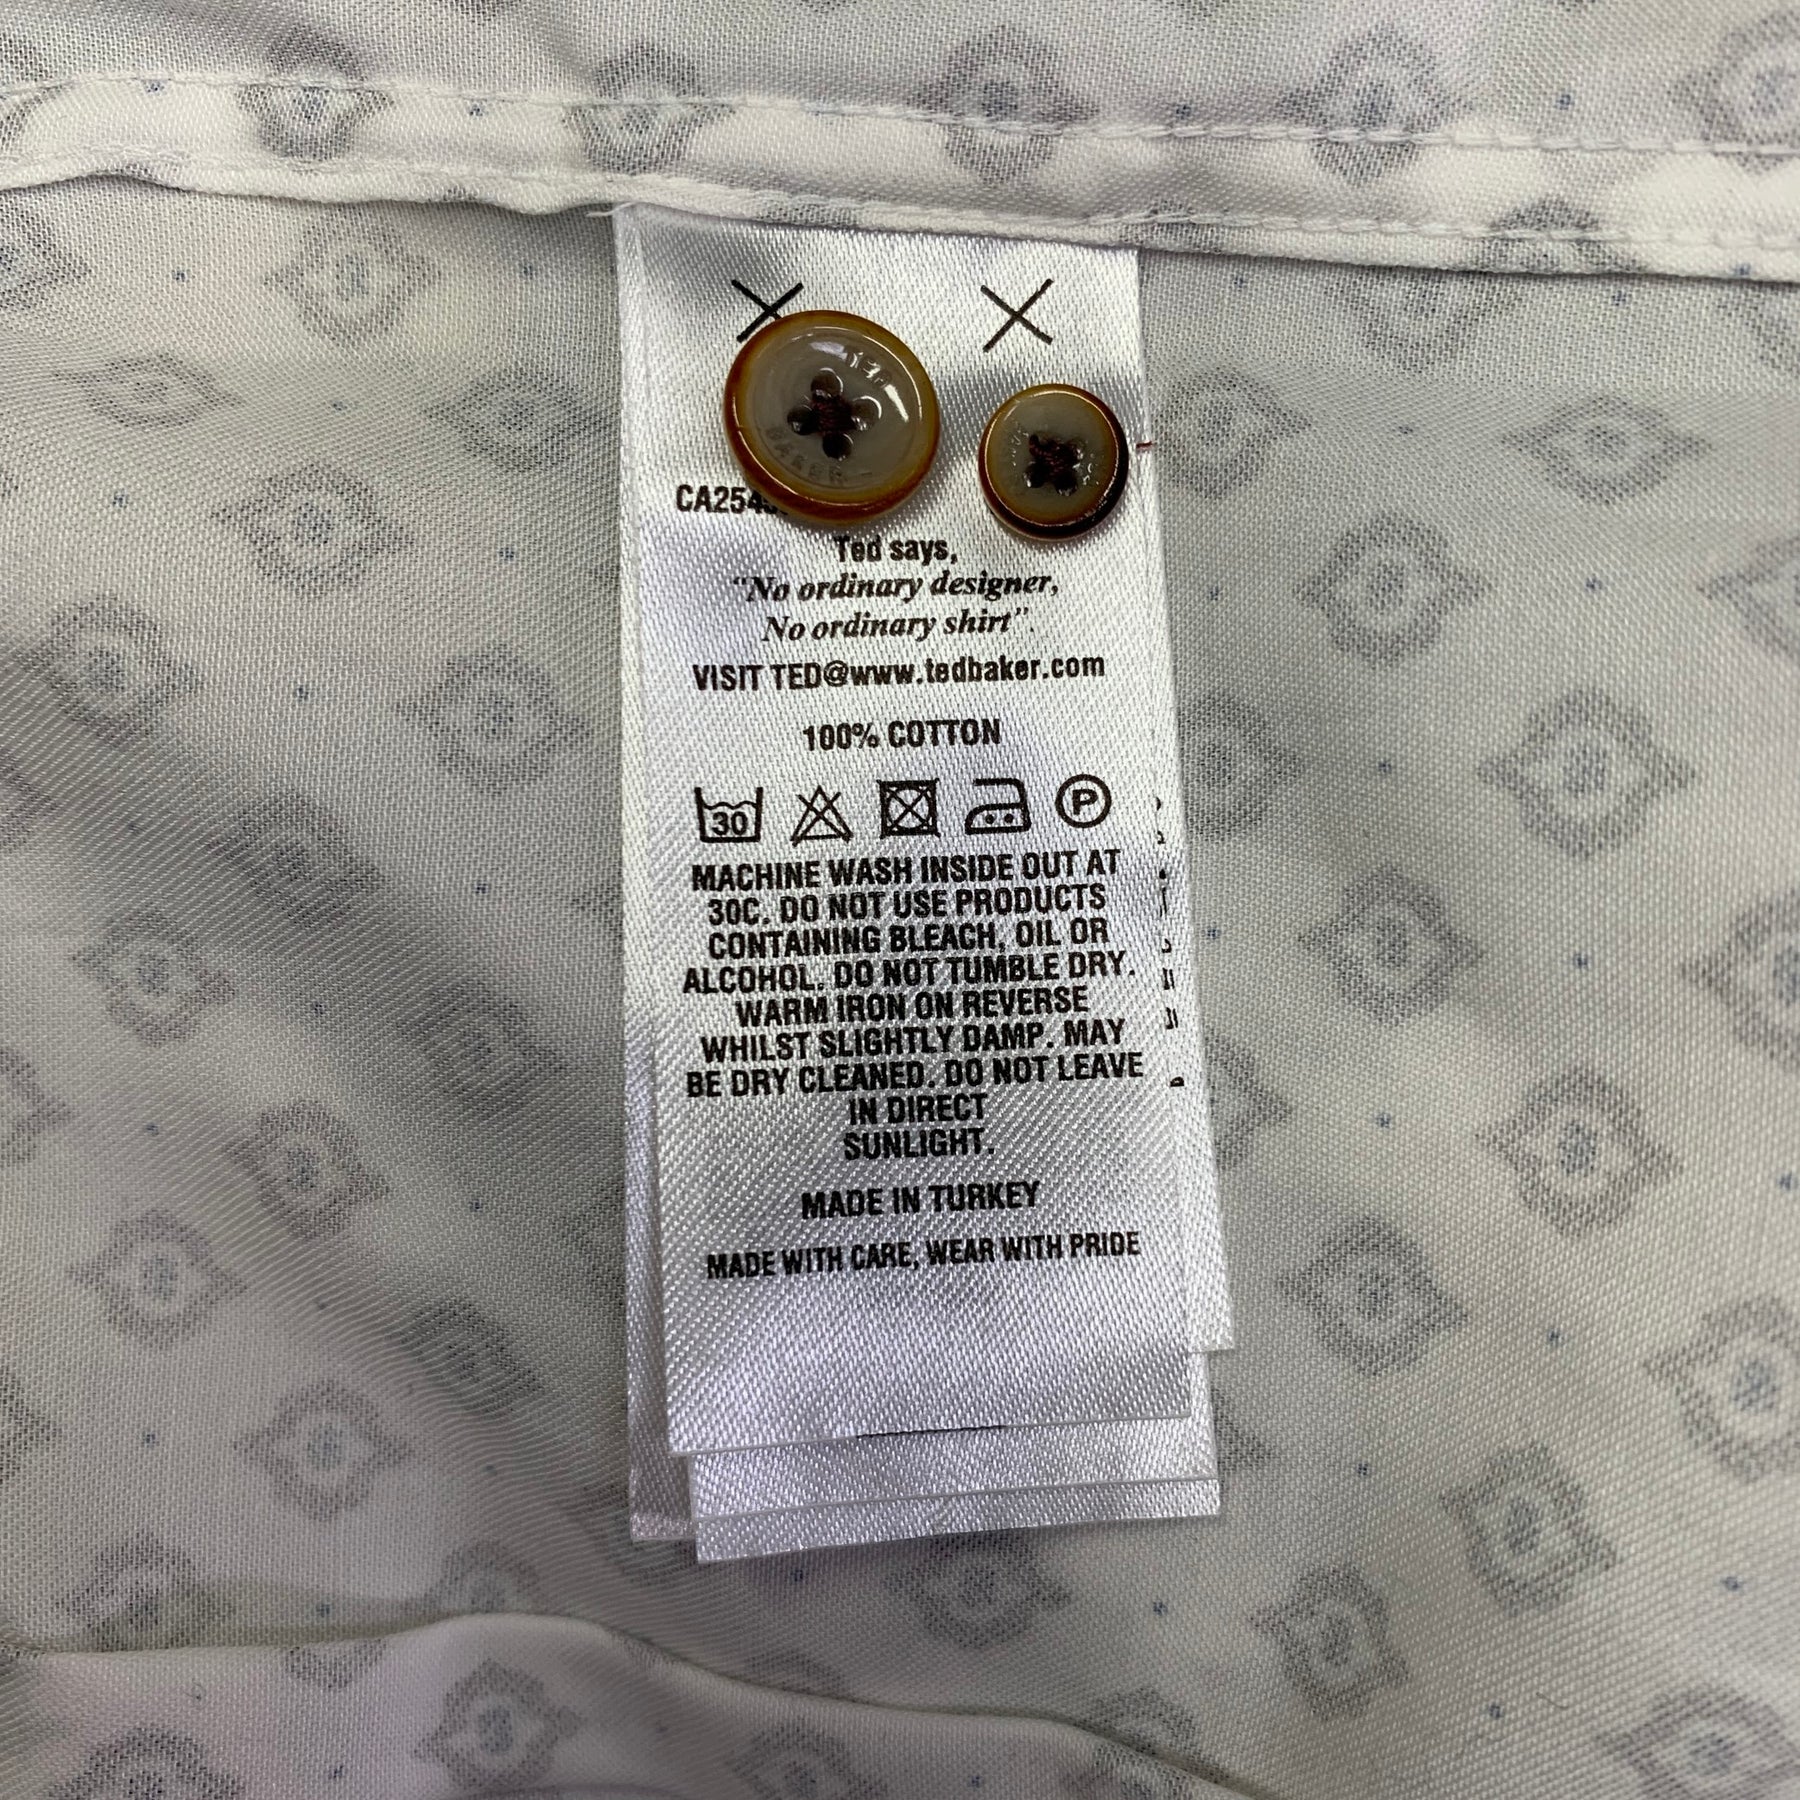 TED
BAKER
Ted says,
“No ordinary designer,
No ordinary shirt”.
VISIT TED@www.tedbaker.com
100% COTTON
30 P
MACHINE WASH INSIDE OUT AT
30C. DO NOT USE PRODUCTS
CONTAINING BLEACH, OIL OR
ALCOHOL. DO NOT TUMBLE DRY.
WARM IRON ON REVERSE
WHILST SLIGHTLY DAMP. MAY
BE DRY CLEANED. DO NOT LEAVE
IN DIRECT
SUNLIGHT.
MADE IN TURKEY
MADE WITH CARE, WEAR WITH PRIDE